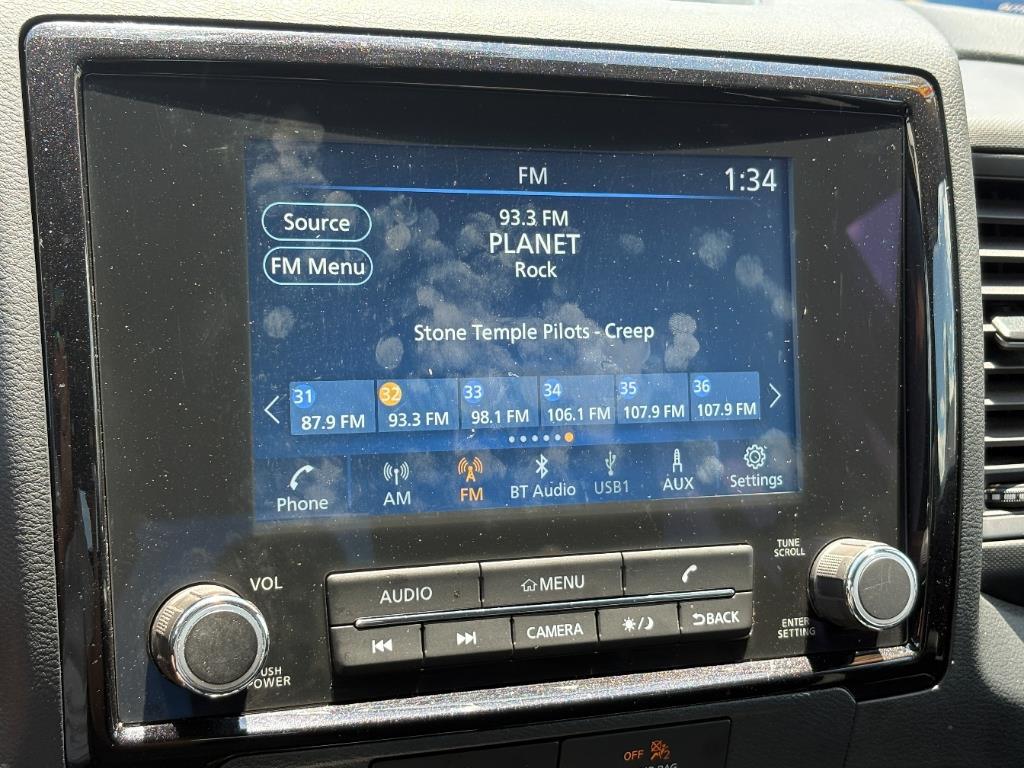 FM
1:34
Source
93.3 FM
PLANET
FM Menu
Rock
Stone Temple Pilots - Creep
31
32
33
34
35
36
87.9 FM
93.3 FM
98.1 FM
106.1 FM
107.9 FM
107.9 FM
Phone
AM
FM
BT Audio
USB1
AUX
Settings
VOL
AUDIO
MENU
TUNE
SCROLL
CAMERA
BACK
ENTER
SETTING
POWER
OFF